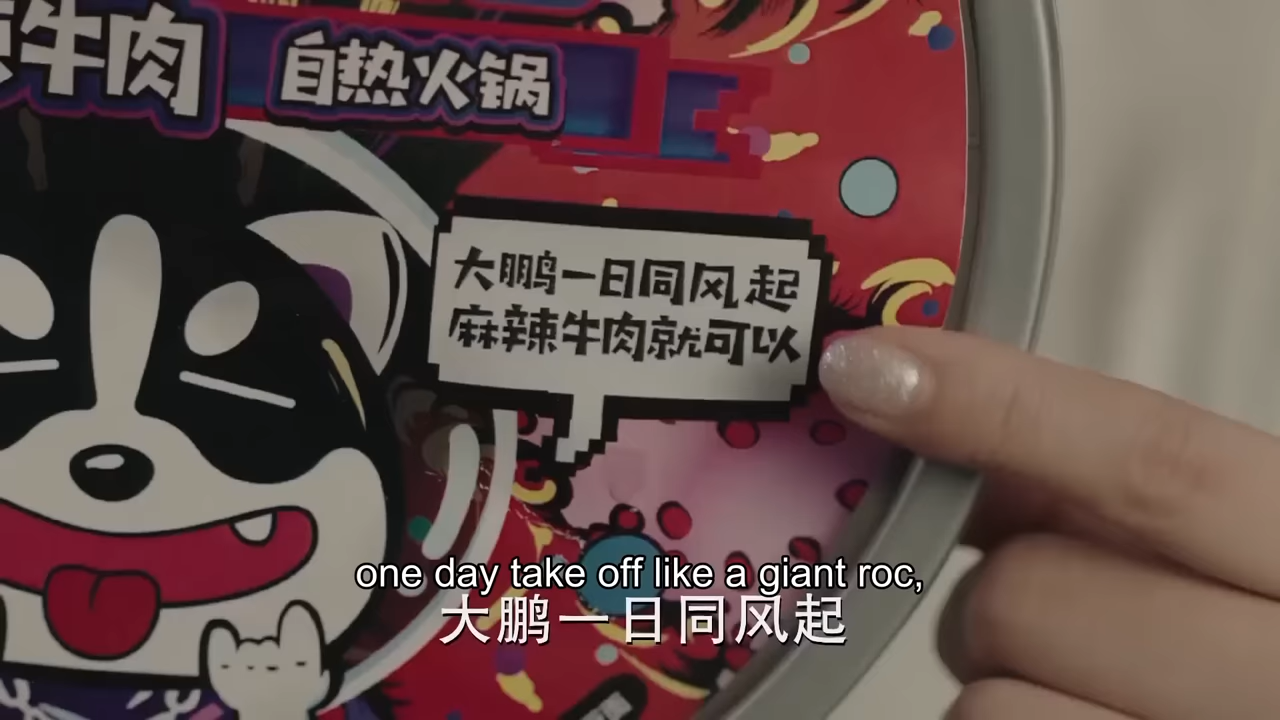 牛肉 自热火锅
大鹏一日同风起
麻辣牛肉就可以
one day take off like a giant roc,
大鹏一日同风起